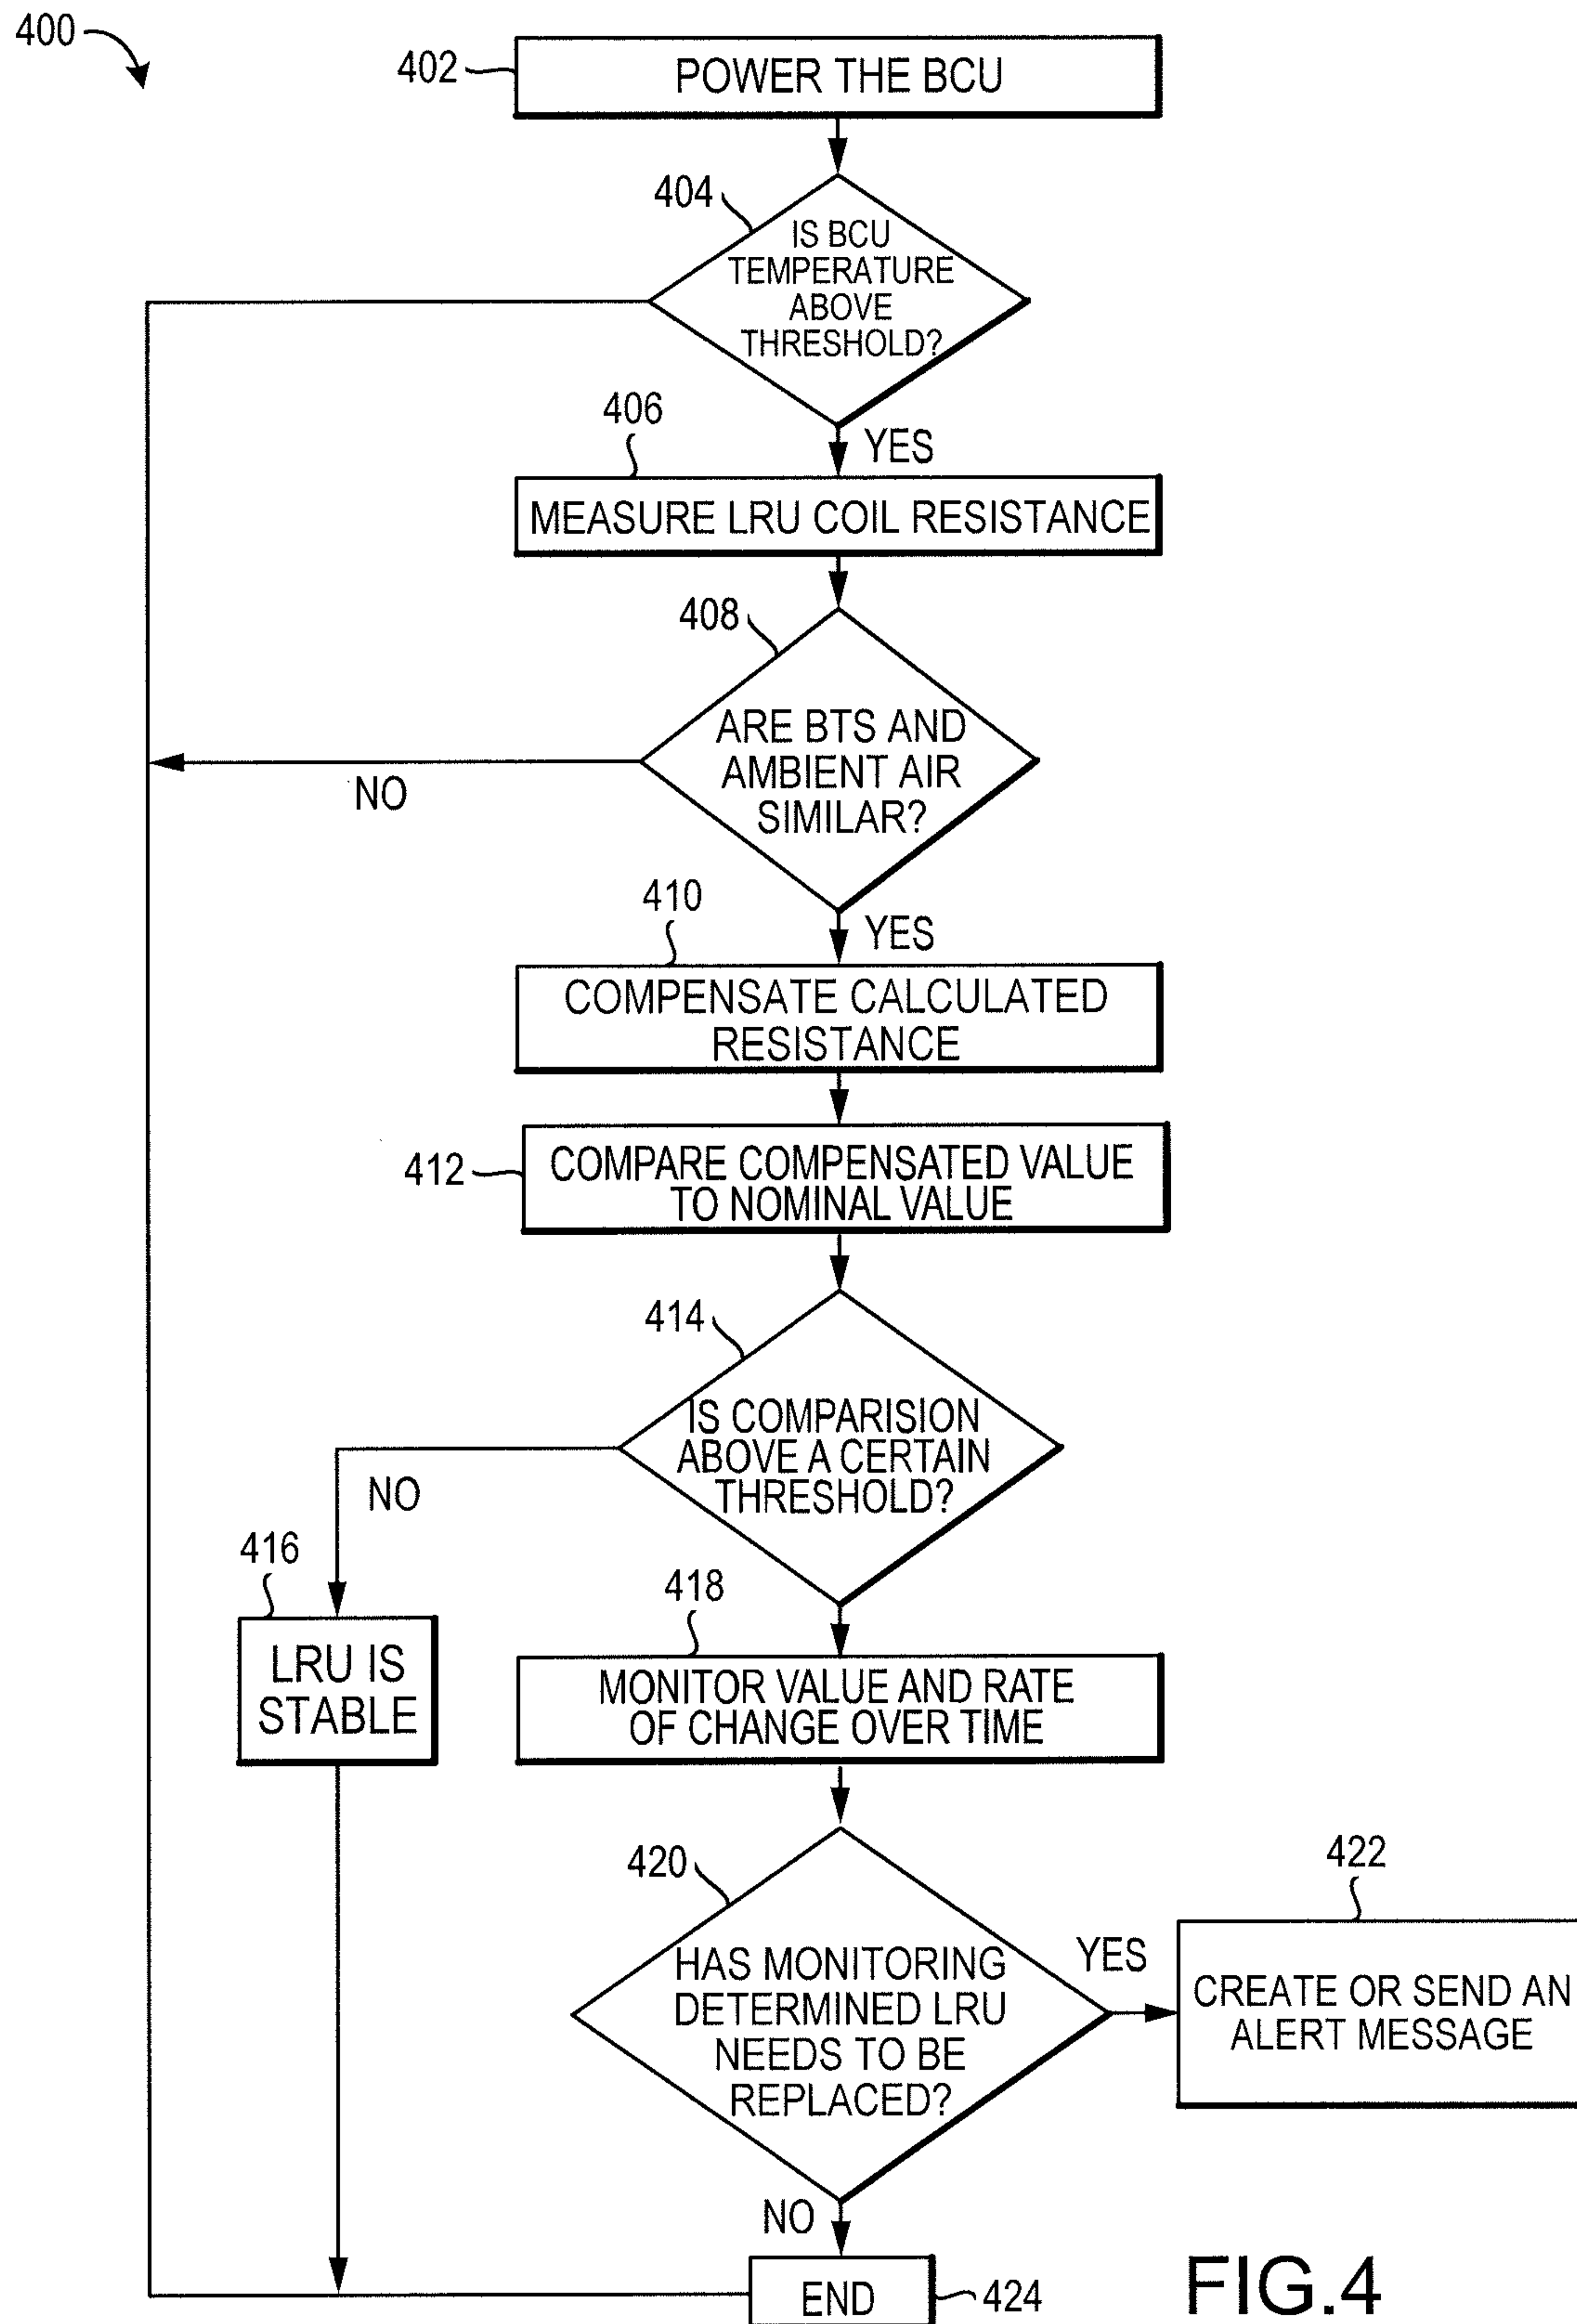 400
402
POWER THE BCU
404
IS BCU
TEMPERATURE
ABOVE
THRESHOLD?
YES
406
MEASURE LRU COIL RESISTANCE
408
ARE BTS AND
AMBIENT AIR
SIMILAR?
NO
YES
410
COMPENSATE CALCULATED
RESISTANCE
412
COMPARE COMPENSATED VALUE
TO NOMINAL VALUE
414
IS COMPARISION
ABOVE A CERTAIN
THRESHOLD?
NO
416
LRU IS
STABLE
418
MONITOR VALUE AND RATE
OF CHANGE OVER TIME
420
HAS MONITORING
DETERMINED LRU
NEEDS TO BE
REPLACED?
YES
422
CREATE OR SEND AN
ALERT MESSAGE
NO
END
424
FIG.4